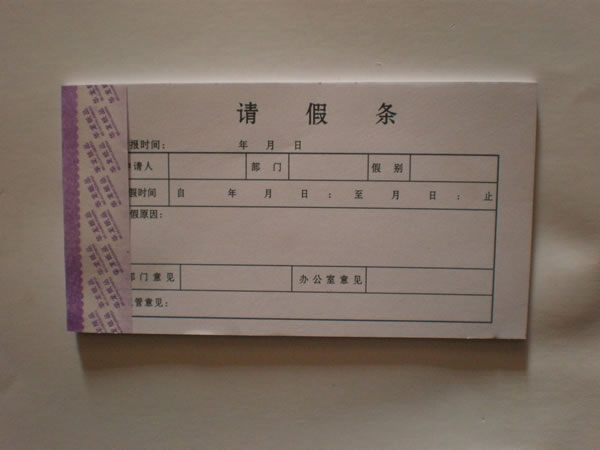 请 假 条
报时间： 年 月 日
请人 部 门 假 别
假时间 自 年 月 日：至 月 日：止
假原因：
部门意见 办公室意见
管意见：